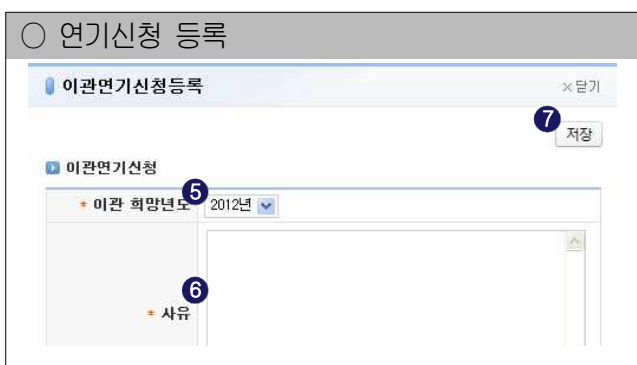 ○ 연기신청 등록
이관연기신청등록 ×닫기
7 저장
이관연기신청
5
* 이관 희망년도 2012년
6
* 사유